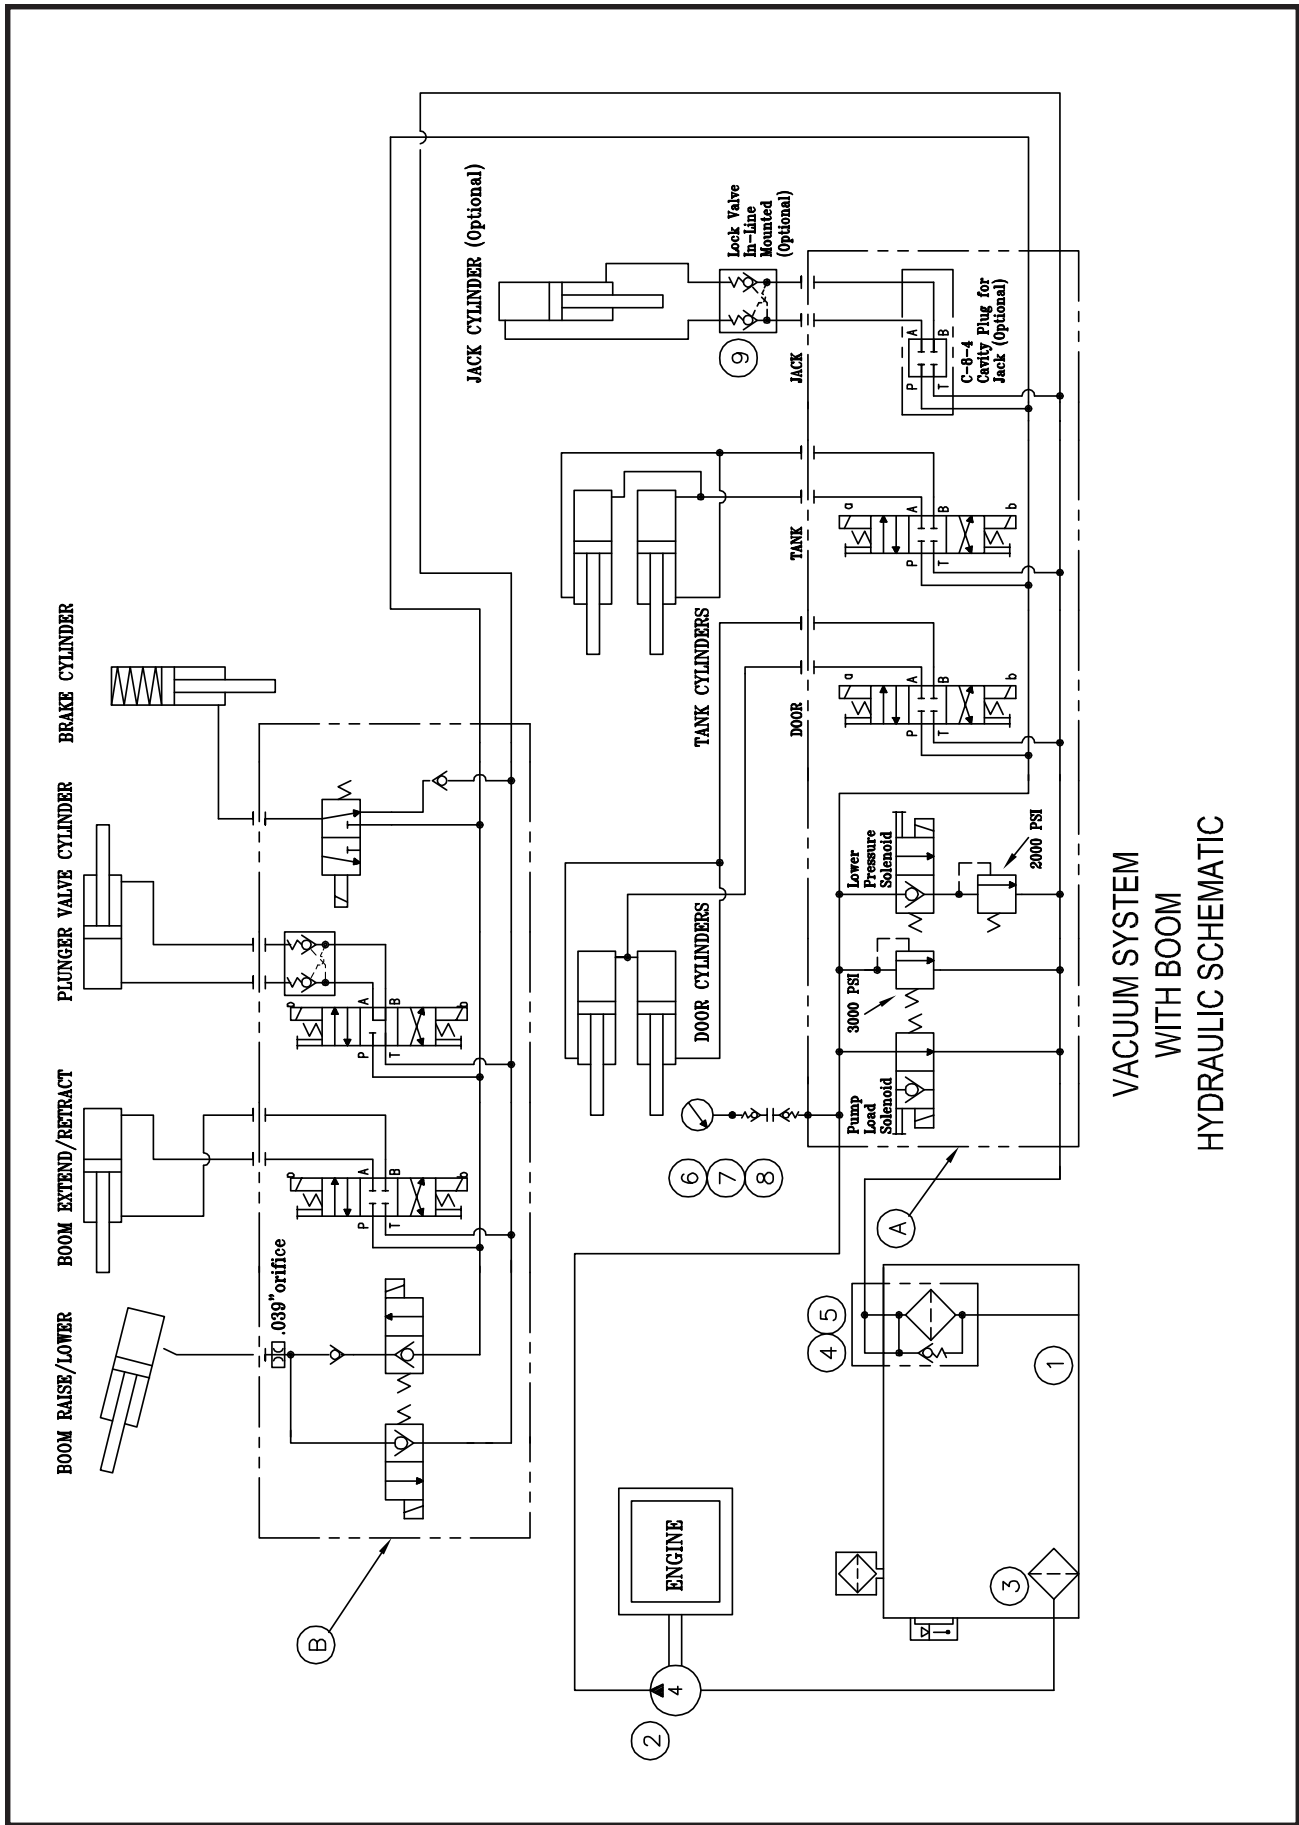 BOOM RAISE/LOWER
BOOM EXTEND/RETRACT
PLUNGER VALVE CYLINDER
BRAKE CYLINDER
.039"orifice
P
T
A
B
a
b
P
T
A
B
a
b
T
T
B
JACK CYLINDER (Optional)
Lock Valve
In-Line
Mounted
(Optional)
9
DOOR CYLINDERS
TANK CYLINDERS
DOOR
TANK
JACK
P
T
A
B
a
b
P
T
A
B
a
b
P
T
A
B
C-8-4
Cavity Plug for
Jack (Optional)
6
7
8
Pump
Load
Solenoid
3000 PSI
Lower
Pressure
Solenoid
2000 PSI
A
ENGINE
2
4
3
4
5
1
VACUUM SYSTEM
WITH BOOM
HYDRAULIC SCHEMATIC